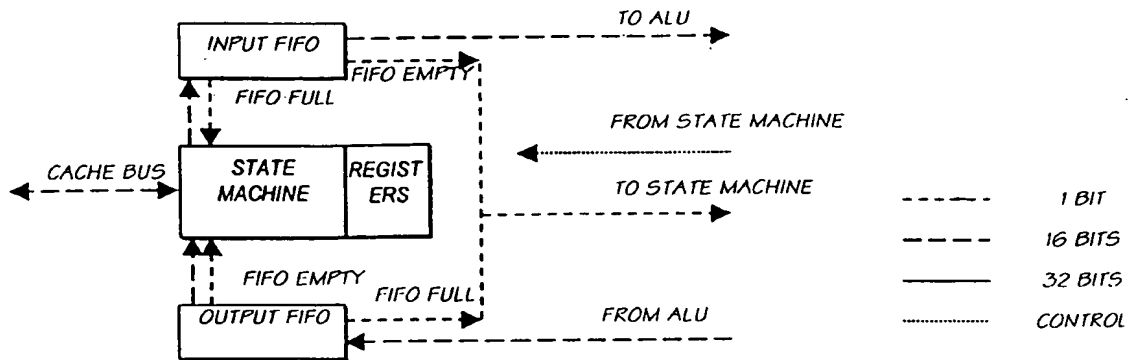 TO ALU
INPUT FIFO
FIFO EMPTY
FIFO FULL
FROM STATE MACHINE
CACHE BUS
STATE
MACHINE
REGIST
ERS
TO STATE MACHINE
1 BIT
16 BITS
FIFO EMPTY
FIFO FULL
32 BITS
OUTPUT FIFO
FROM ALU
CONTROL